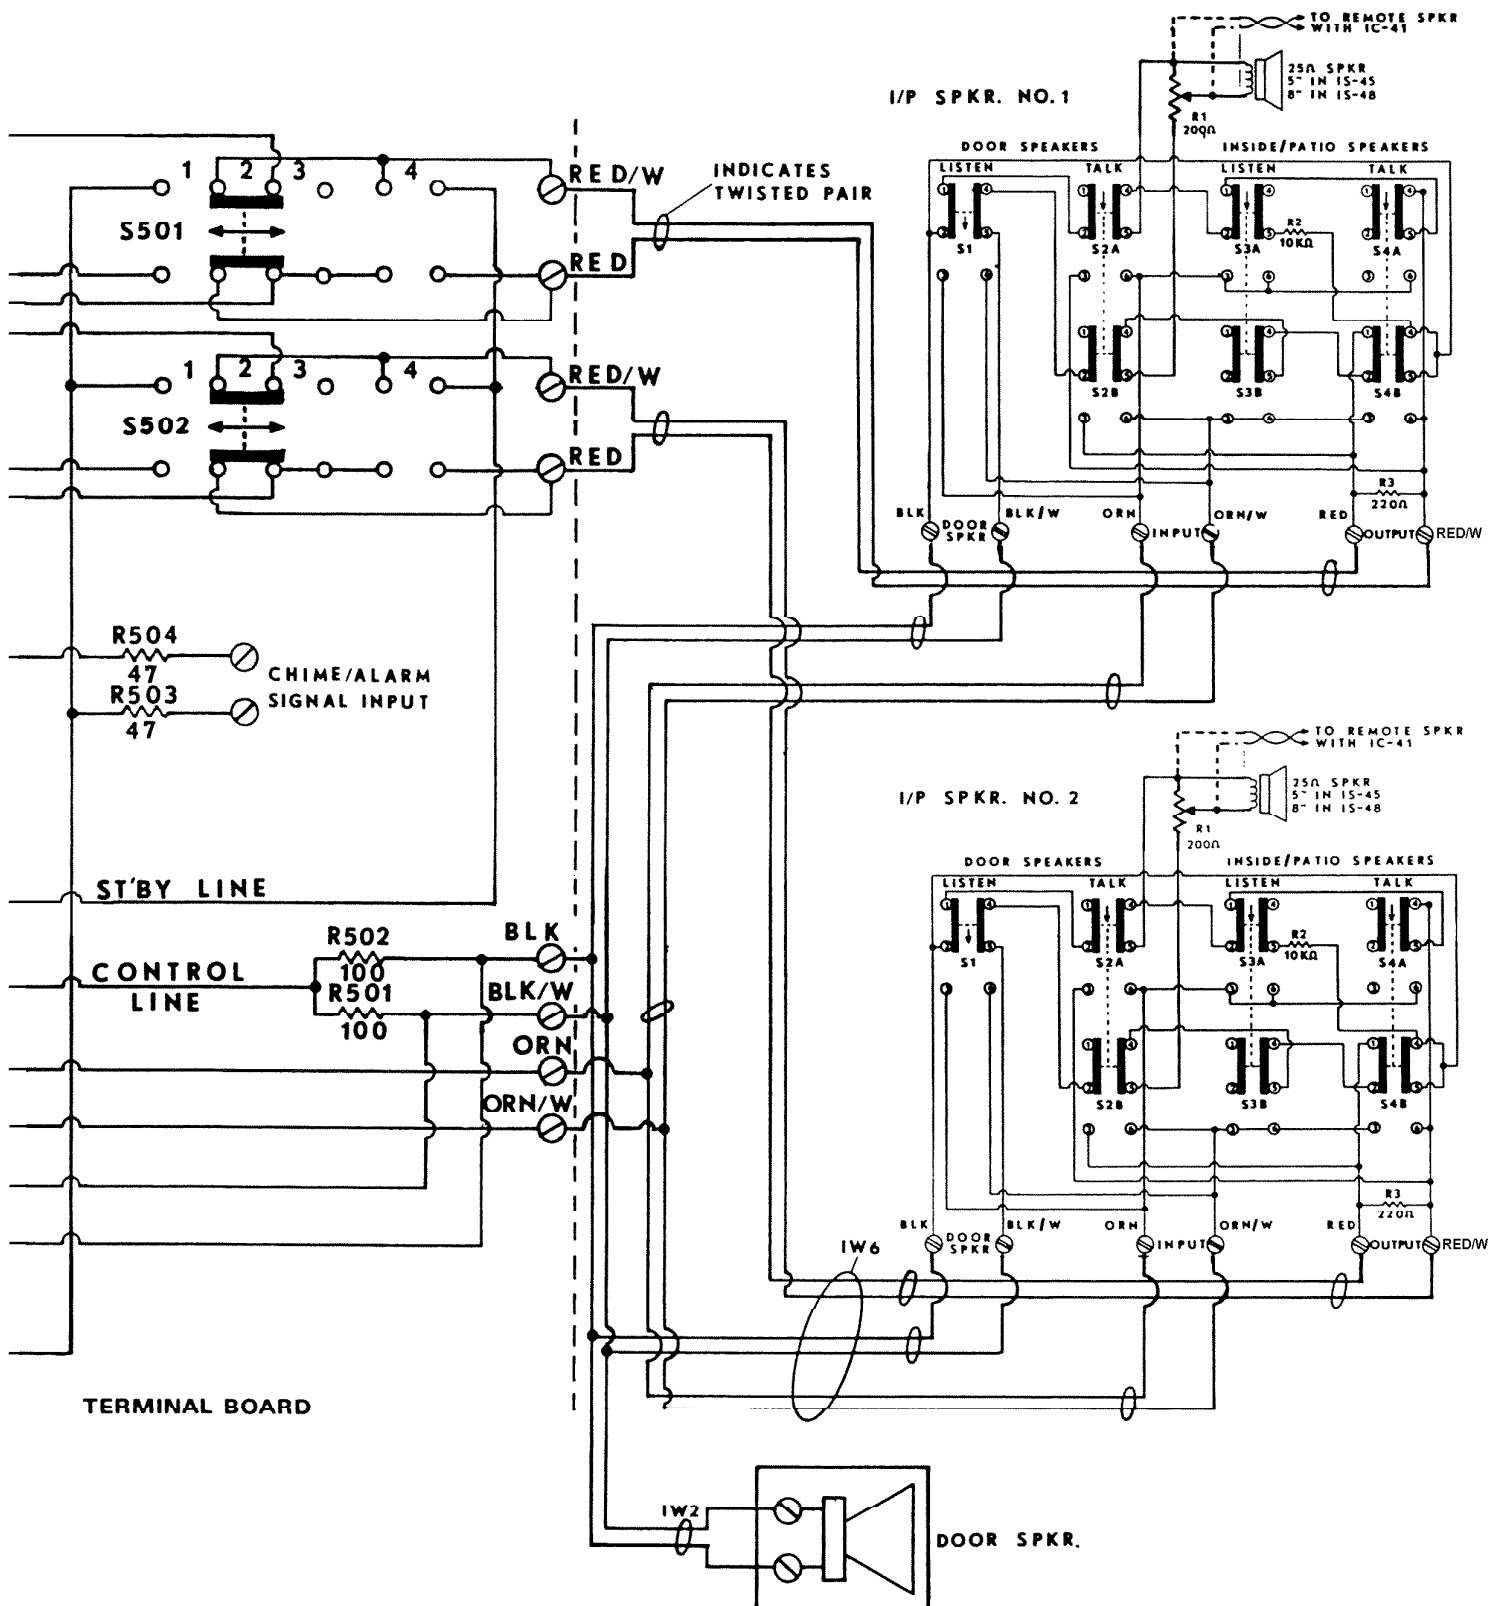 TO REMOTE SPKR
WITH IC-41
25Ω SPKR
5" IN IS-45
8" IN IS-48
I/P SPKR. NO. 1
R1
200Ω
DOOR SPEAKERS
INSIDE/PATIO SPEAKERS
LISTEN
TALK
LISTEN
TALK
1
2
3
4
RED/W
INDICATES
TWISTED PAIR
S501
RED
S1
S2A
S3A
R2
10KΩ
S4A
1
2
3
4
RED/W
S502
RED
S2B
S3B
S4B
R3
220Ω
BLK
DOOR
SPKR
BLK/W
ORN
INPUT
ORN/W
RED
OUTPUT
RED/W
R504
47
R503
47
CHIME/ALARM
SIGNAL INPUT
TO REMOTE SPKR
WITH IC-41
25Ω SPKR
5" IN IS-45
8" IN IS-48
I/P SPKR. NO. 2
R1
200Ω
DOOR SPEAKERS
INSIDE/PATIO SPEAKERS
LISTEN
TALK
LISTEN
TALK
ST'BY LINE
CONTROL
LINE
R502
100
R501
100
BLK
BLK/W
ORN
ORN/W
S1
S2A
S3A
R2
10KΩ
S4A
S2B
S3B
S4B
R3
220Ω
BLK
DOOR
SPKR
BLK/W
ORN
INPUT
ORN/W
RED
OUTPUT
RED/W
IW6
TERMINAL BOARD
IW2
DOOR SPKR.